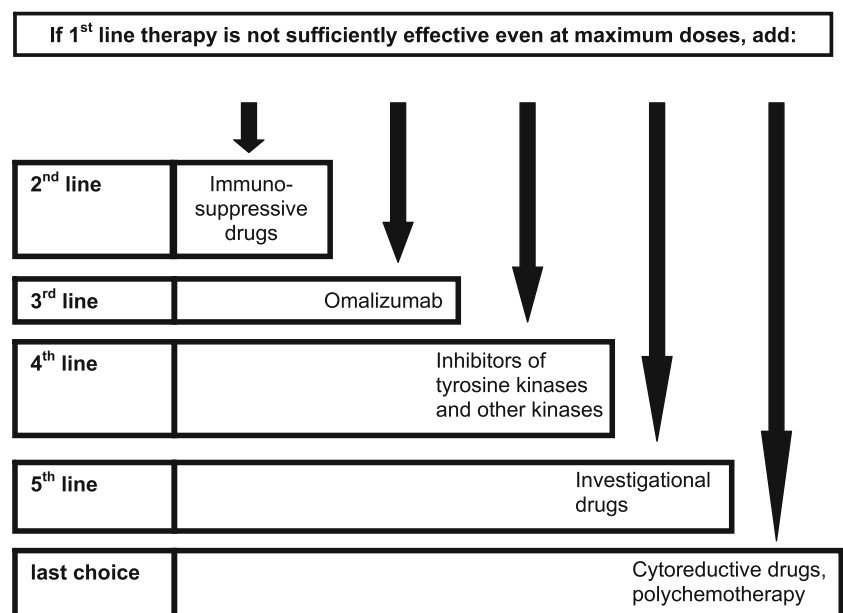 If 1st line therapy is not sufficiently effective even at maximum doses, add:
2nd line
Immuno-
suppressive
drugs
3rd line
Omalizumab
4th line
Inhibitors of
tyrosine kinases
and other kinases
5th line
Investigational
drugs
last choice
Cytoreductive drugs,
polychemotherapy